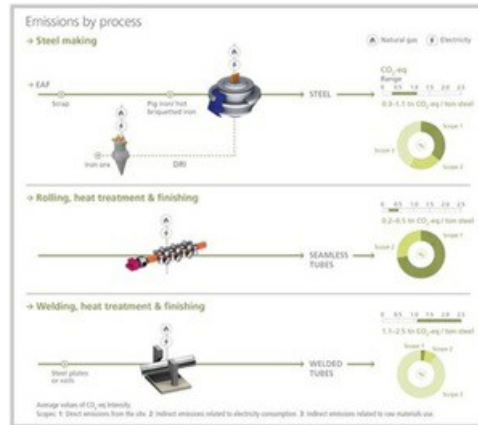 Emissions by process
→ Steel making
Natural gas
Electricity
CO₂-eq
Range
→ EAF
0 0.5 1.0 1.5 2.0 2.5
Scrap
Pig iron/ hot
briquetted iron
STEEL
0.3-1.1 tn CO₂-eq / ton steel
Scope 1
Scope 3
Scope 2
Iron ore
DRI
→ Rolling, heat treatment & finishing
0 0.5 1.0 1.5 2.0 2.5
0.2-0.5 tn CO₂-eq / ton steel
Scope 1
Scope 2
SEAMLESS
TUBES
→ Welding, heat treatment & finishing
0 0.5 1.0 1.5 2.0 2.5
1.1-2.5 tn CO₂-eq / ton steel
Scope 1
Scope 2
Steel plates
or coils
WELDED
TUBES
Scope 3
Average values of CO₂-eq intensity.
Scopes: 1: Direct emissions from the site. 2: Indirect emissions related to electricity consumption. 3: Indirect emissions related to raw materials use.